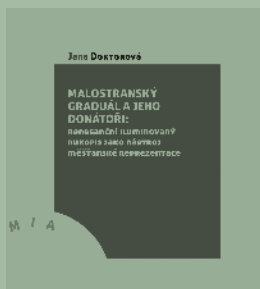 Jana Doktorová
MALOSTRANSKÝ
GRADUÁL A JEHO
DONÁTOŘI:
RENESANČNÍ ILUMINOVANÝ
RUKOPIS JAKO NÁSTROJ
MĚŠŤANSKÉ REPREZENTACE
M I A